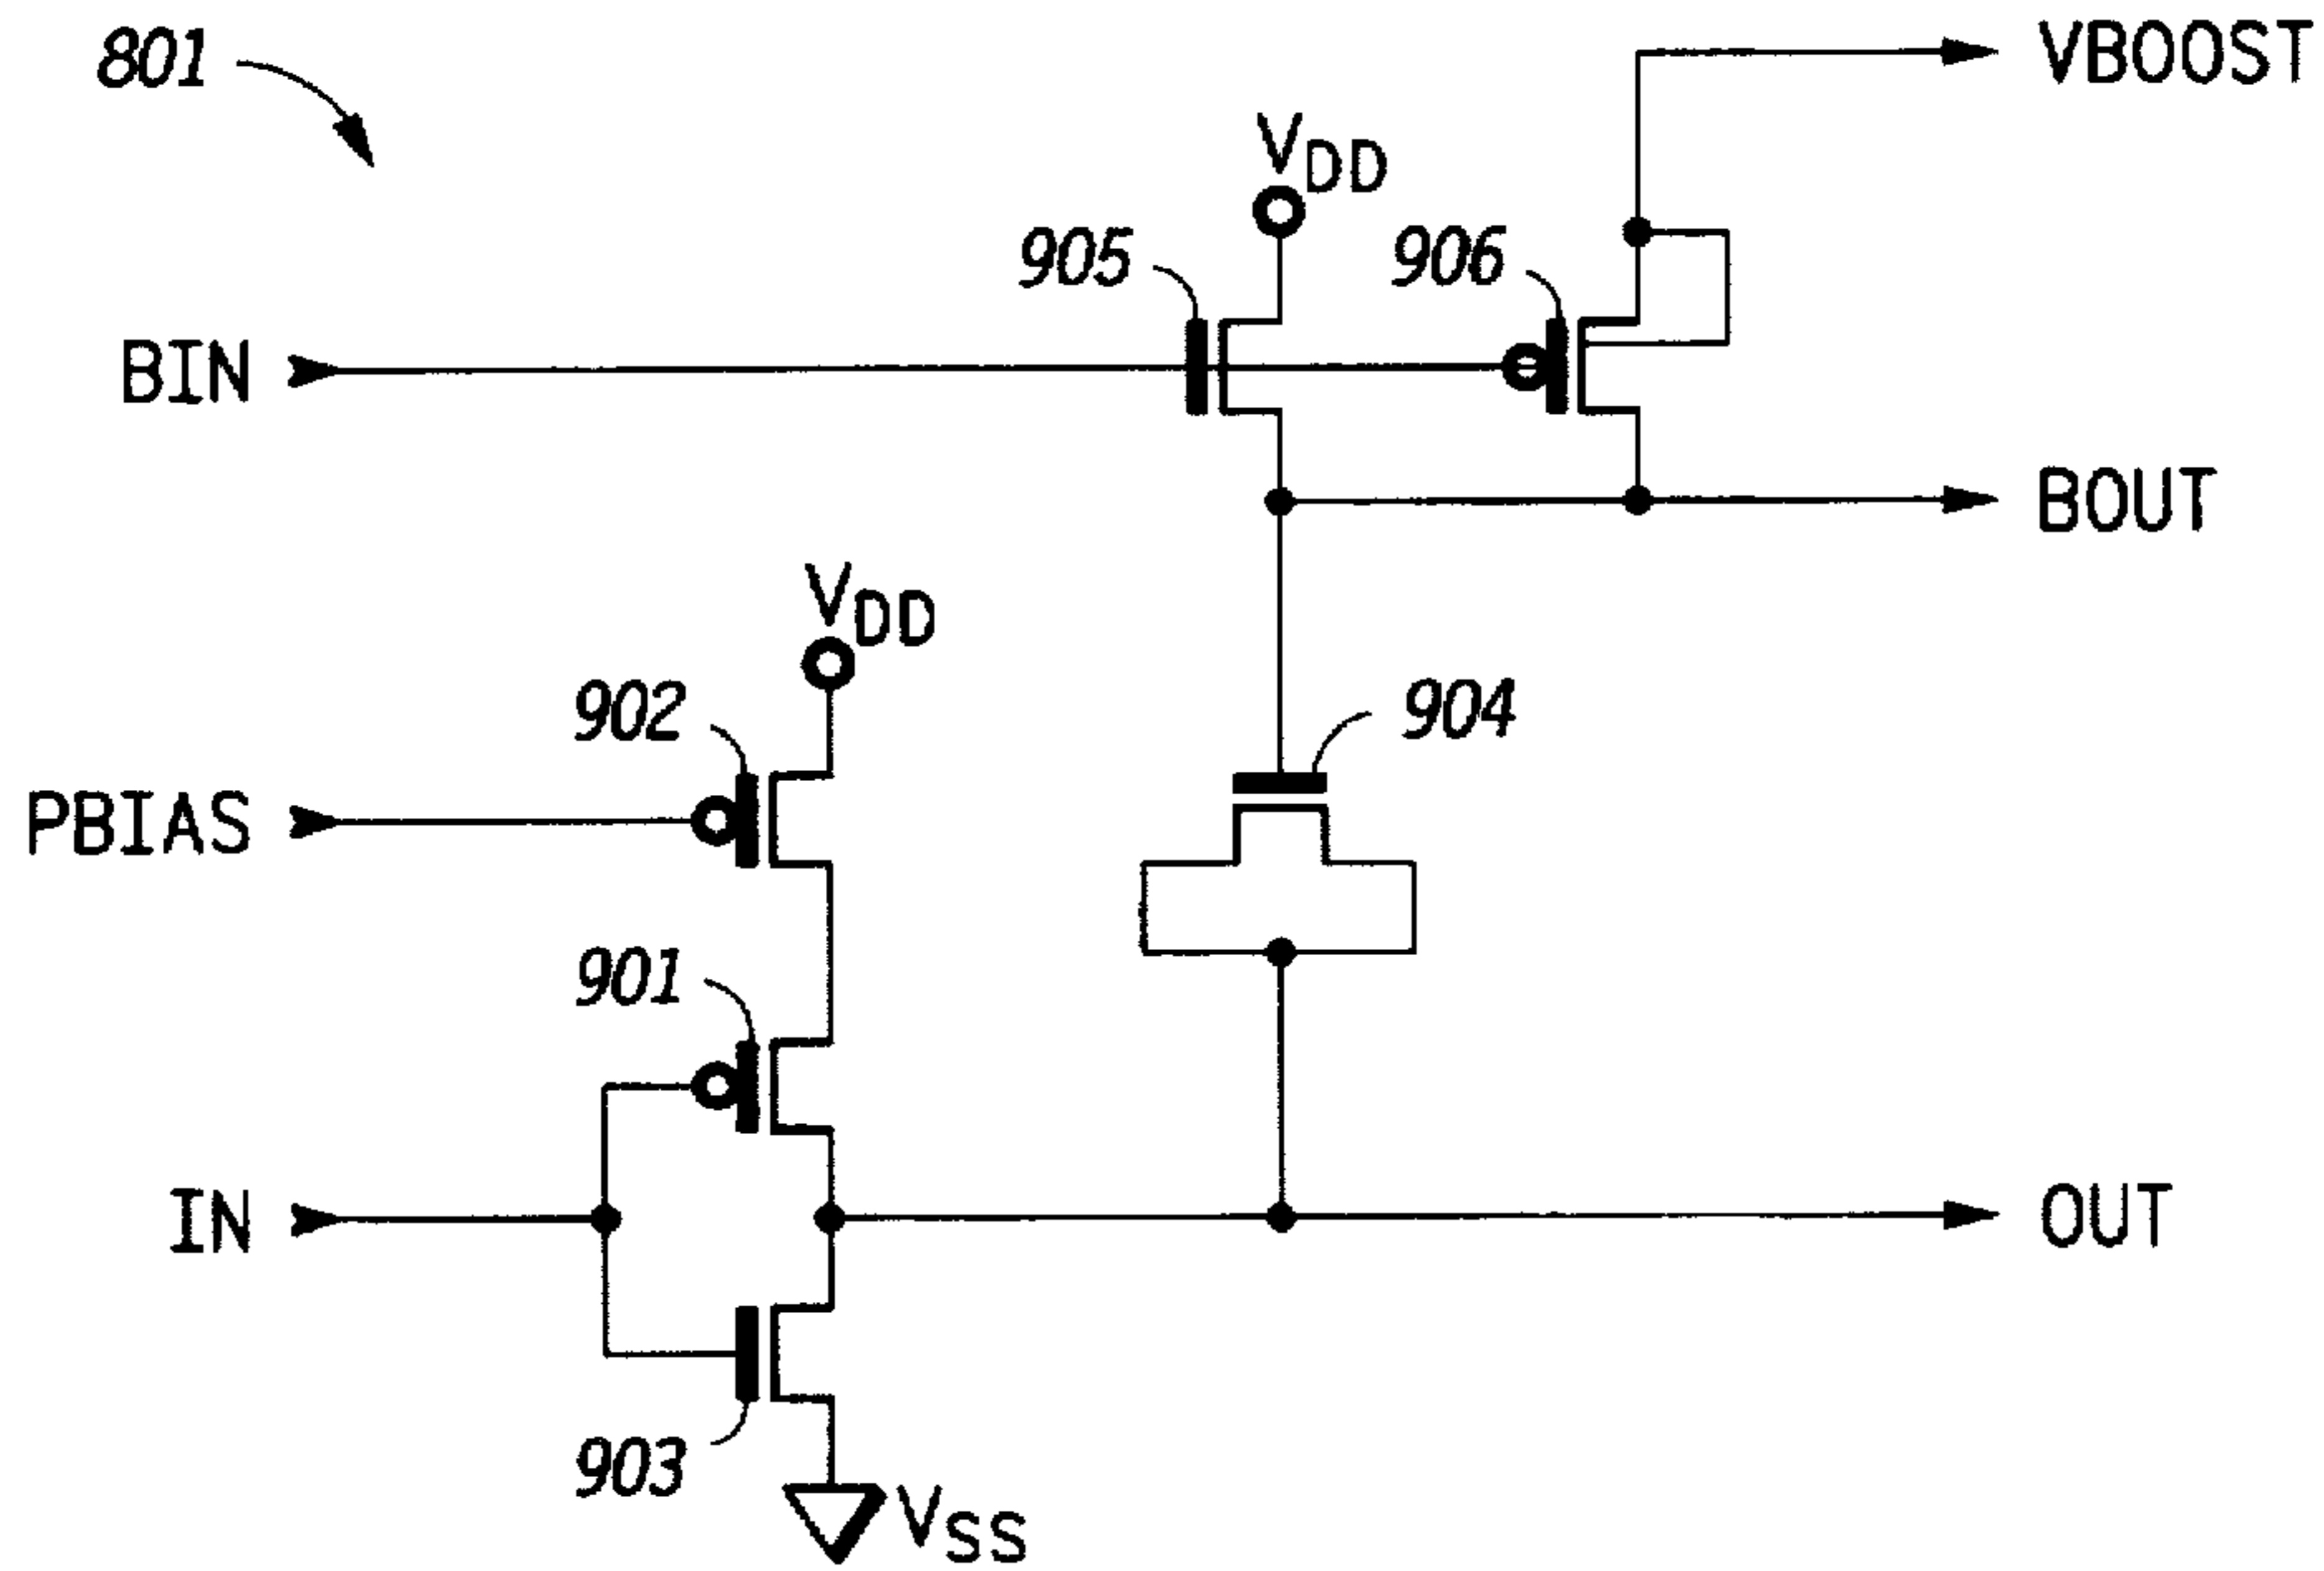 801
VBOOST
VDD
905
906
BIN
BOUT
VDD
902
904
PBIAS
901
IN
OUT
903
VSS